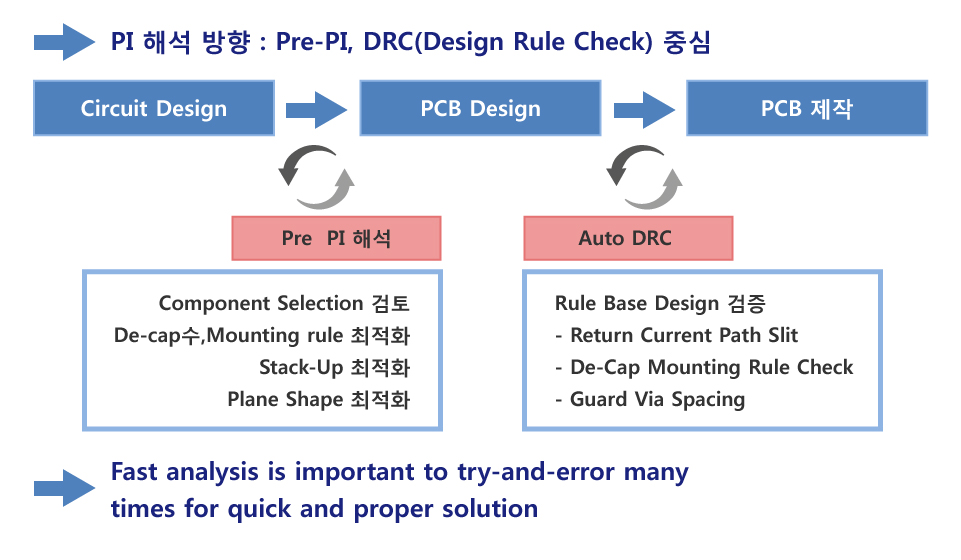 PI 해석 방향 : Pre-PI, DRC(Design Rule Check) 중심
Circuit Design
PCB Design
PCB 제작
Pre PI 해석
Auto DRC
Component Selection 검토
De-cap수,Mounting rule 최적화
Stack-Up 최적화
Plane Shape 최적화
Rule Base Design 검증
- Return Current Path Slit
- De-Cap Mounting Rule Check
- Guard Via Spacing
Fast analysis is important to try-and-error many
times for quick and proper solution